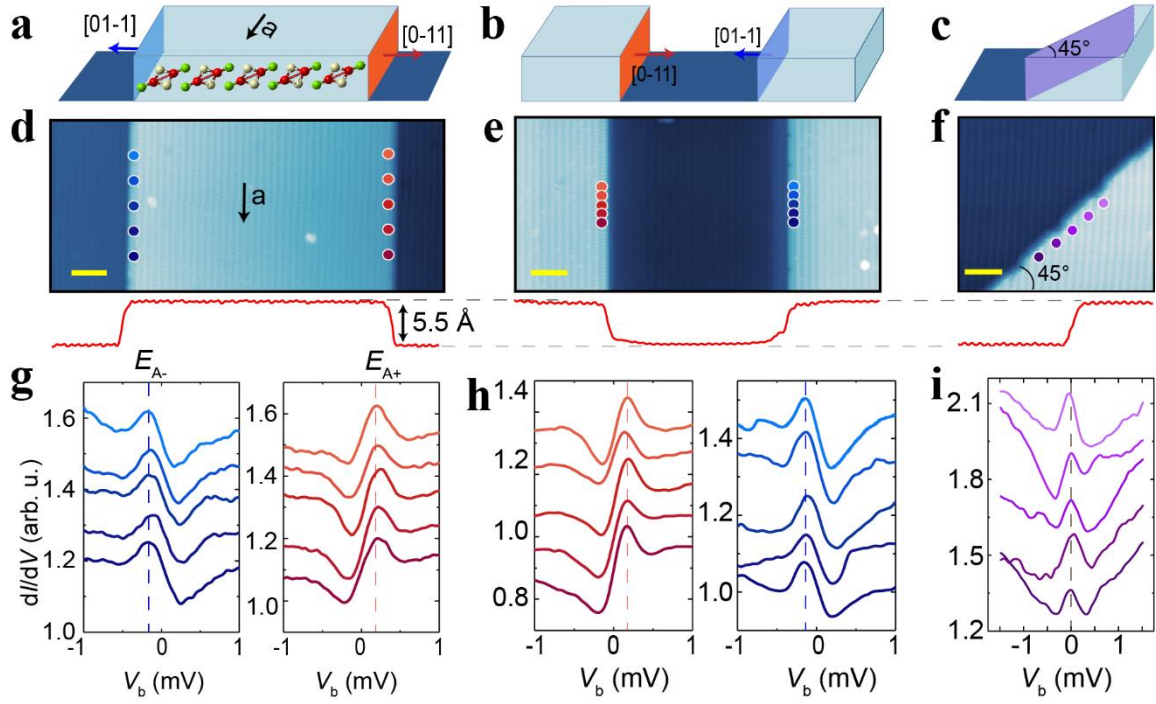 a
[01-1]
a
[0-11]
b
[0-11]
[01-1]
c
45°
d
a
e
f
45°
5.5 Å
g
E_A-
E_A+
h
i
dI/dV (arb. u.)
1.6
1.4
1.2
1.0
-1 0 1
V_b (mV)
1.6
1.4
1.2
1.0
-1 0 1
V_b (mV)
1.4
1.2
1.0
0.8
-1 0 1
V_b (mV)
1.4
1.2
1.0
-1 0 1
V_b (mV)
2.1
1.8
1.5
1.2
-1 0 1
V_b (mV)